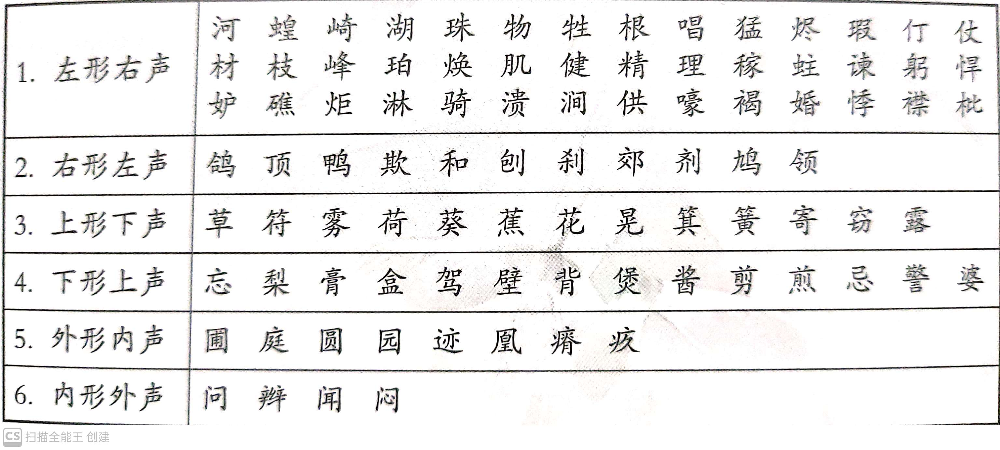 1. 左形右声
河 蝗 崎 湖 珠 物 牲 根 唱 猛 烬 瑕 仃 仗
材 枝 峰 珀 焕 肌 健 精 理 稼 蛀 谏 躬 悍
妒 礁 炬 淋 骑 溃 涧 供 嚎 褐 婚 悸 襟 枇
2. 右形左声
鸽 顶 鸭 欺 和 刨 刹 郊 剂 鸠 领
3. 上形下声
草 符 雾 荷 葵 蕉 花 晃 箕 簧 寄 窃 露
4. 下形上声
忘 梨 膏 盒 驾 壁 背 煲 酱 剪 煎 忌 警 婆
5. 外形内声
圃 庭 圆 园 迹 凰 瘠 疚
6. 内形外声
问 辫 闻 闷
CS 扫描全能王 创建